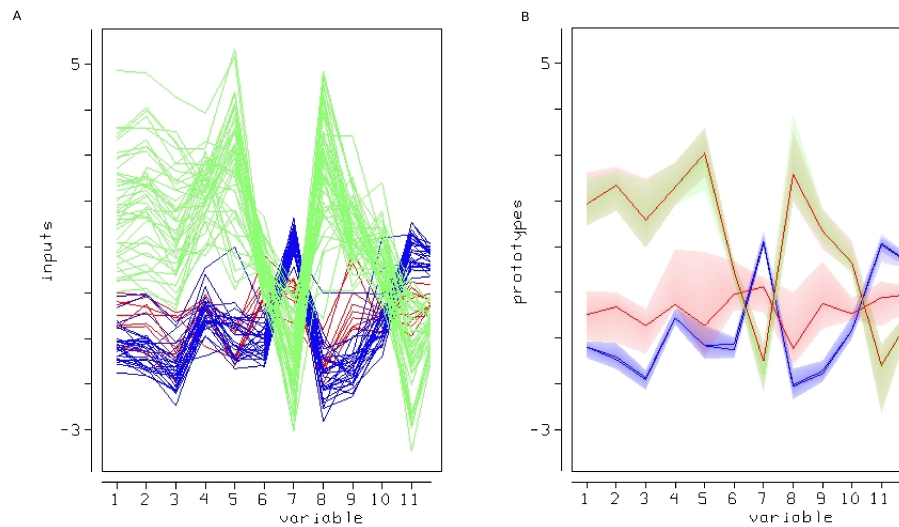 A
5
inputs
-3
1 2 3 4 5 6 7 8 9 10 11
variable
B
5
prototypes
-3
1 2 3 4 5 6 7 8 9 10 11
variable